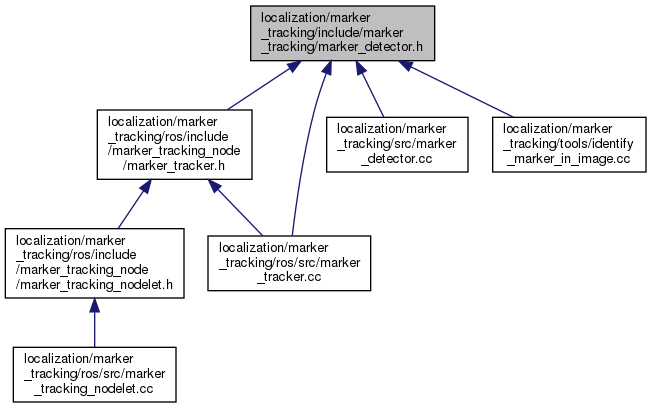 localization/marker
_tracking/include/marker
_tracking/marker_detector.h
localization/marker
_tracking/ros/include
/marker_tracking_node
/marker_tracker.h
localization/marker
_tracking/src/marker
_detector.cc
localization/marker
_tracking/tools/identify
_marker_in_image.cc
localization/marker
_tracking/ros/include
/marker_tracking_node
/marker_tracking_nodelet.h
localization/marker
_tracking/ros/src/marker
_tracker.cc
localization/marker
_tracking/ros/src/marker
_tracking_nodelet.cc